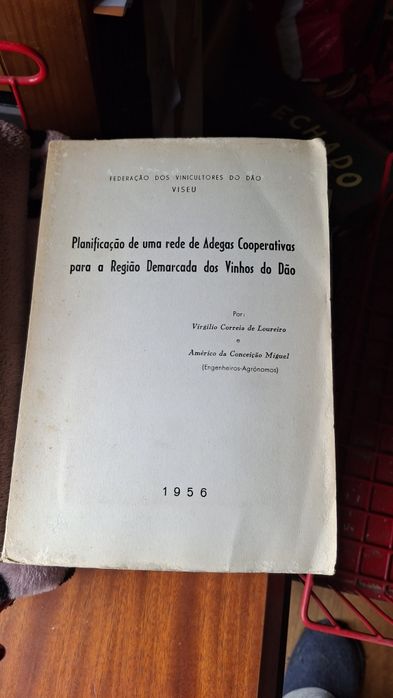 FECHADO
FEDERAÇÃO DOS VINICULTORES DO DÃO
VISEU
Planificação de uma rede de Adegas Cooperativas
para a Região Demarcada dos Vinhos do Dão
Por:
Virgílio Correia de Loureiro
e
Américo da Conceição Miguel
(Engenheiros-Agrónomos)
1956